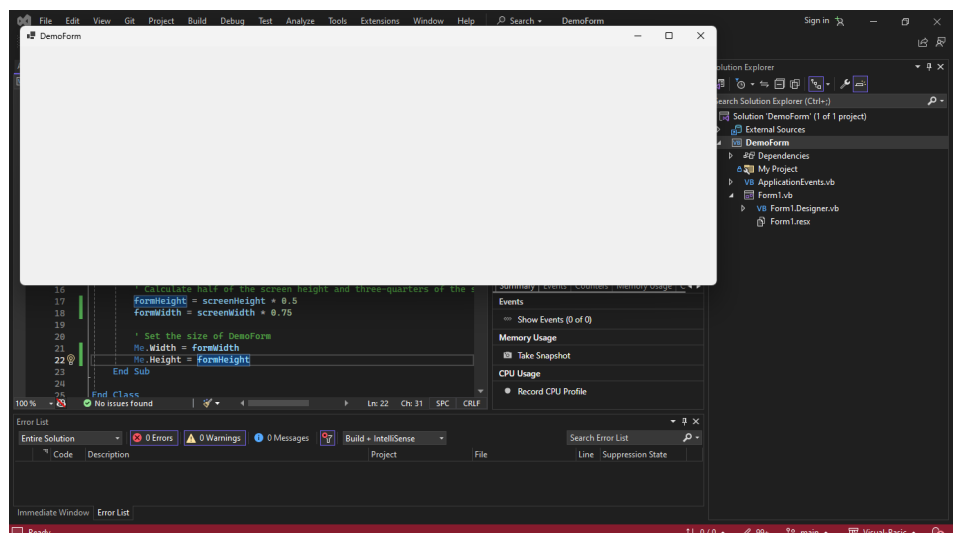 File Edit View Git Project Build Debug Test Analyze Tools Extensions Window Help Search DemoForm Sign in
DemoForm
Solution Explorer
Search Solution Explorer (Ctrl+;)
Solution 'DemoForm' (1 of 1 project)
External Sources
VB DemoForm
Dependencies
My Project
VB ApplicationEvents.vb
Form1.vb
VB Form1.Designer.vb
Form1.resx
16 ' Calculate half of the screen height and three-quarters of the s
17 formHeight = screenHeight * 0.5
18 formWidth = screenWidth * 0.75
19
20 ' Set the size of DemoForm
21 Me.Width = formWidth
22 Me.Height = formHeight
23 End Sub
24
25 End Class
100 % No issues found Ln: 22 Ch: 31 SPC CRLF
Summary Events Counters Memory Usage
Events
Show Events (0 of 0)
Memory Usage
Take Snapshot
CPU Usage
Record CPU Profile
Error List
Entire Solution 0 Errors 0 Warnings 0 Messages Build + IntelliSense Search Error List
Code Description Project File Line Suppression State
Immediate Window Error List
Ready 0 / 0 99+ main Visual-Basic